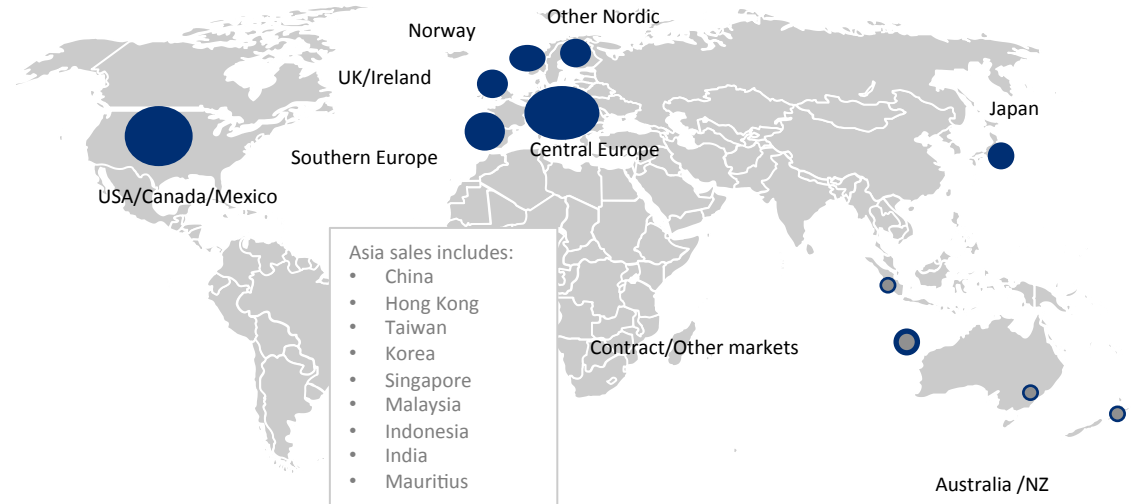 Other Nordic
Norway
UK/Ireland
Japan
Southern Europe
Central Europe
USA/Canada/Mexico
Asia sales includes:
• China
• Hong Kong
• Taiwan
• Korea
• Singapore
• Malaysia
• Indonesia
• India
• Mauritius
Contract/Other markets
Australia /NZ